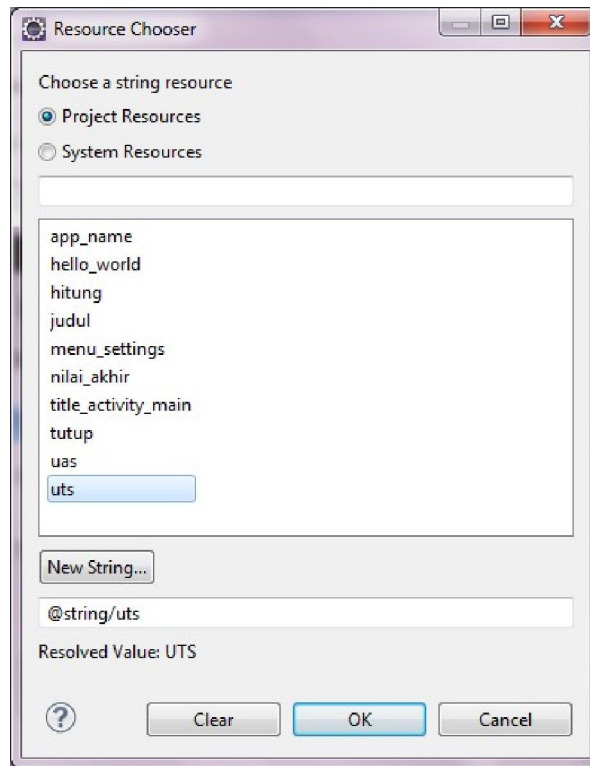 Resource Chooser
Choose a string resource
Project Resources
System Resources
app_name
hello_world
hitung
judul
menu_settings
nilai_akhir
title_activity_main
tutup
uas
uts
New String...
@string/uts
Resolved Value: UTS
? Clear OK Cancel